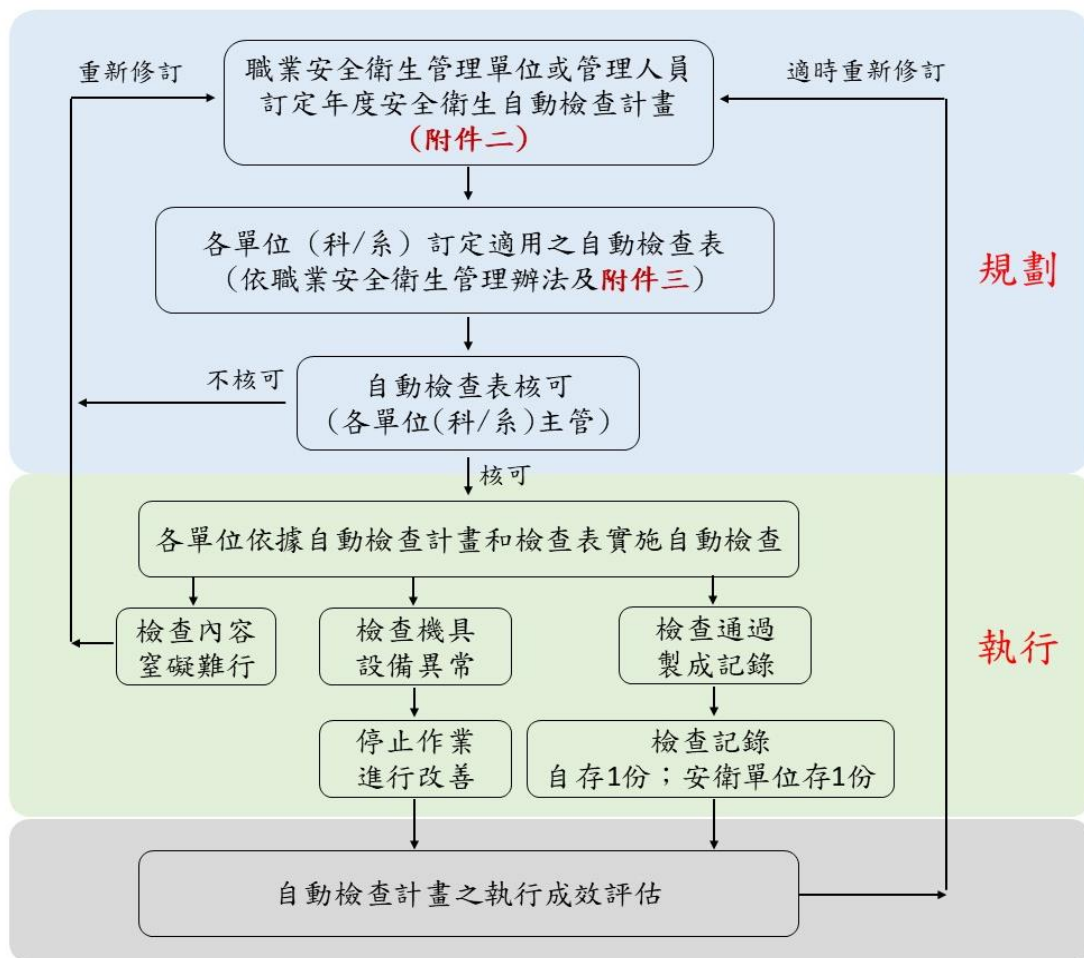 重新修訂
職業安全衛生管理單位或管理人員
訂定年度安全衛生自動檢查計畫
(附件二)
適時重新修訂
各單位（科/系）訂定適用之自動檢查表
(依職業安全衛生管理辦法及附件三)
規劃
不核可
自動檢查表核可
(各單位(科/系)主管)
核可
各單位依據自動檢查計畫和檢查表實施自動檢查
檢查內容
窒礙難行
檢查機具
設備異常
檢查通過
製成記錄
執行
停止作業
進行改善
檢查記錄
自存1份；安衛單位存1份
自動檢查計畫之執行成效評估